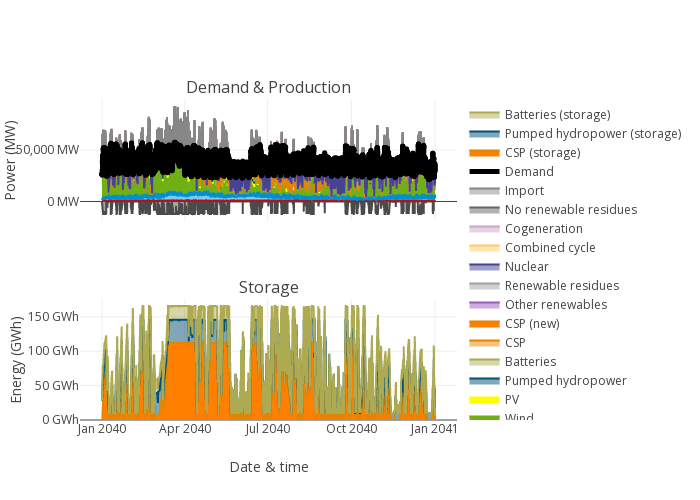 Demand & Production
Power (MW)
50,000 MW
0 MW
Storage
Energy (GWh)
150 GWh
100 GWh
50 GWh
0 GWh
Jan 2040
Apr 2040
Jul 2040
Oct 2040
Jan 2041
Date & time
Batteries (storage)
Pumped hydropower (storage)
CSP (storage)
Demand
Import
No renewable residues
Cogeneration
Combined cycle
Nuclear
Renewable residues
Other renewables
CSP (new)
CSP
Batteries
Pumped hydropower
PV
Wind